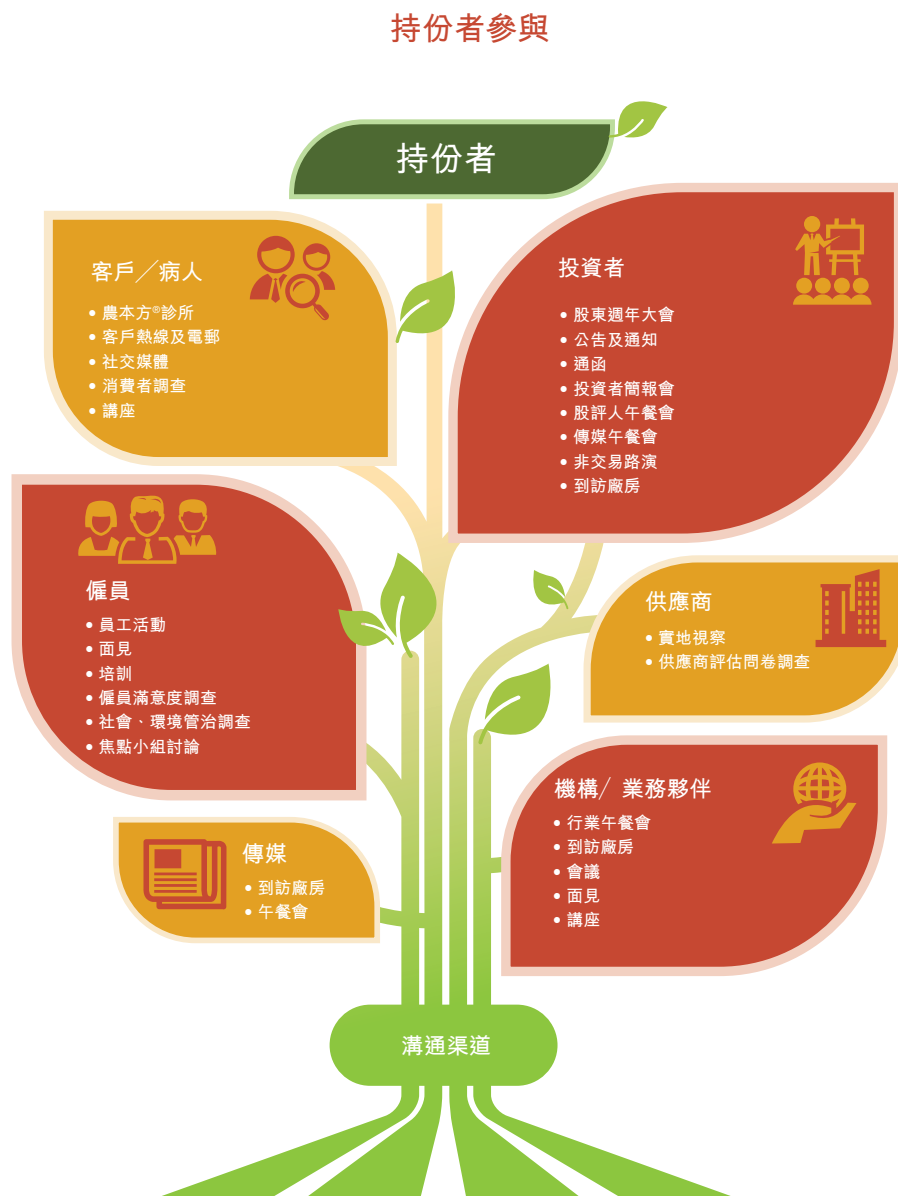 持份者參與
持份者
客戶／病人
• 農本方®診所
• 客戶熱線及電郵
• 社交媒體
• 消費者調查
• 講座
投資者
• 股東週年大會
• 公告及通知
• 通函
• 投資者簡報會
• 股評人午餐會
• 傳媒午餐會
• 非交易路演
• 到訪廠房
僱員
• 員工活動
• 面見
• 培訓
• 僱員滿意度調查
• 社會、環境管治調查
• 焦點小組討論
供應商
• 實地視察
• 供應商評估問卷調查
機構/ 業務夥伴
• 行業午餐會
• 到訪廠房
• 會議
• 面見
• 講座
傳媒
• 到訪廠房
• 午餐會
溝通渠道